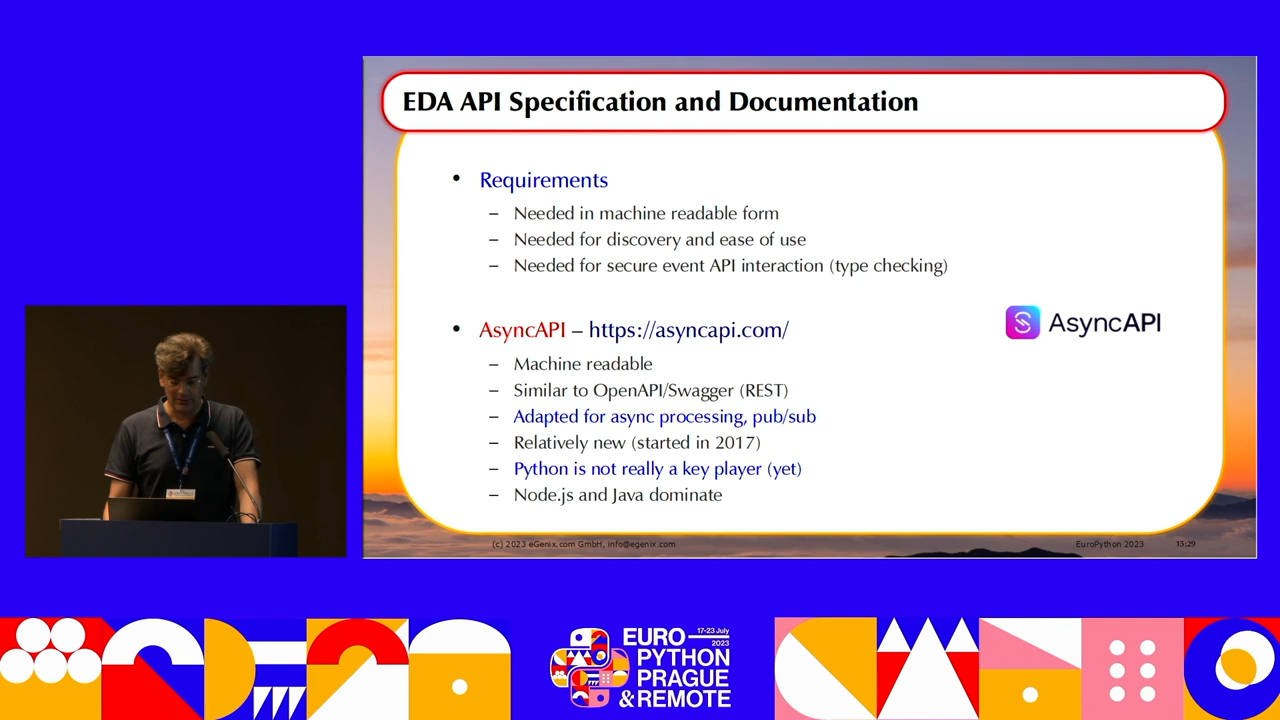 EDA API Specification and Documentation
• Requirements
– Needed in machine readable form
– Needed for discovery and ease of use
– Needed for secure event API interaction (type checking)
• AsyncAPI – https://asyncapi.com/
– Machine readable
– Similar to OpenAPI/Swagger (REST)
– Adapted for async processing, pub/sub
– Relatively new (started in 2017)
– Python is not really a key player (yet)
– Node.js and Java dominate
AsyncAPI
(c) 2023 eGenix.com GmbH, info@egenix.com
EuroPython 2023
15:29
EURO 17-23 July 2023
PYTHON
PRAGUE
& REMOTE